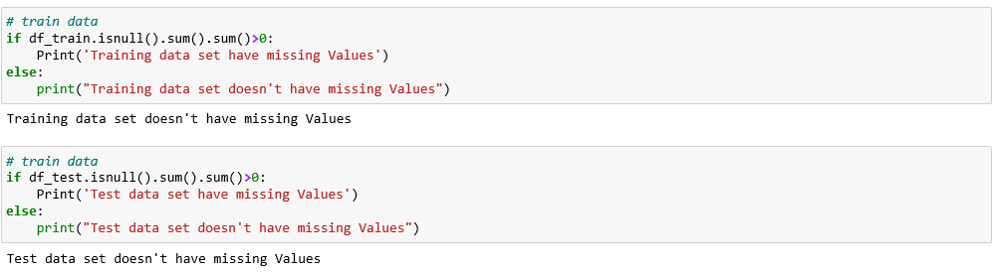 # train data
if df_train.isnull().sum().sum()>0:
    Print('Training data set have missing Values')
else:
    print("Training data set doesn't have missing Values")
Training data set doesn't have missing Values
# train data
if df_test.isnull().sum().sum()>0:
    Print('Test data set have missing Values')
else:
    print("Test data set doesn't have missing Values")
Test data set doesn't have missing Values